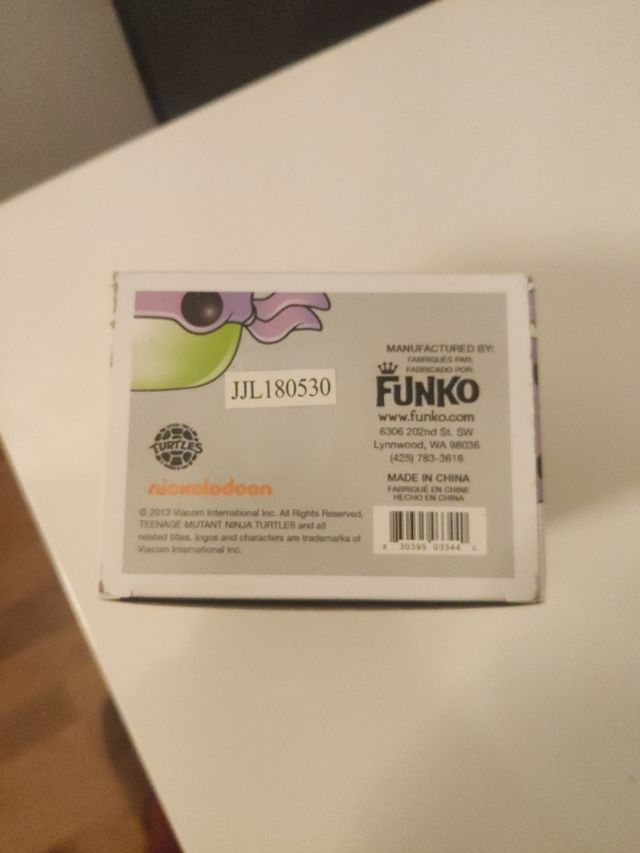 JJL180530
TURTLES
nickelodeon
© 2013 Viacom International Inc. All Rights Reserved.
TEENAGE MUTANT NINJA TURTLES and all
related titles, logos and characters are trademarks of
Viacom International Inc.
MANUFACTURED BY:
FABRIQUÉS PAR:
FABRICADO POR:
FUNKO
www.funko.com
6306 202nd St. SW
Lynnwood, WA 98036
(425) 783-3616
MADE IN CHINA
FABRIQUÉ EN CHINE
HECHO EN CHINA
30395 03344